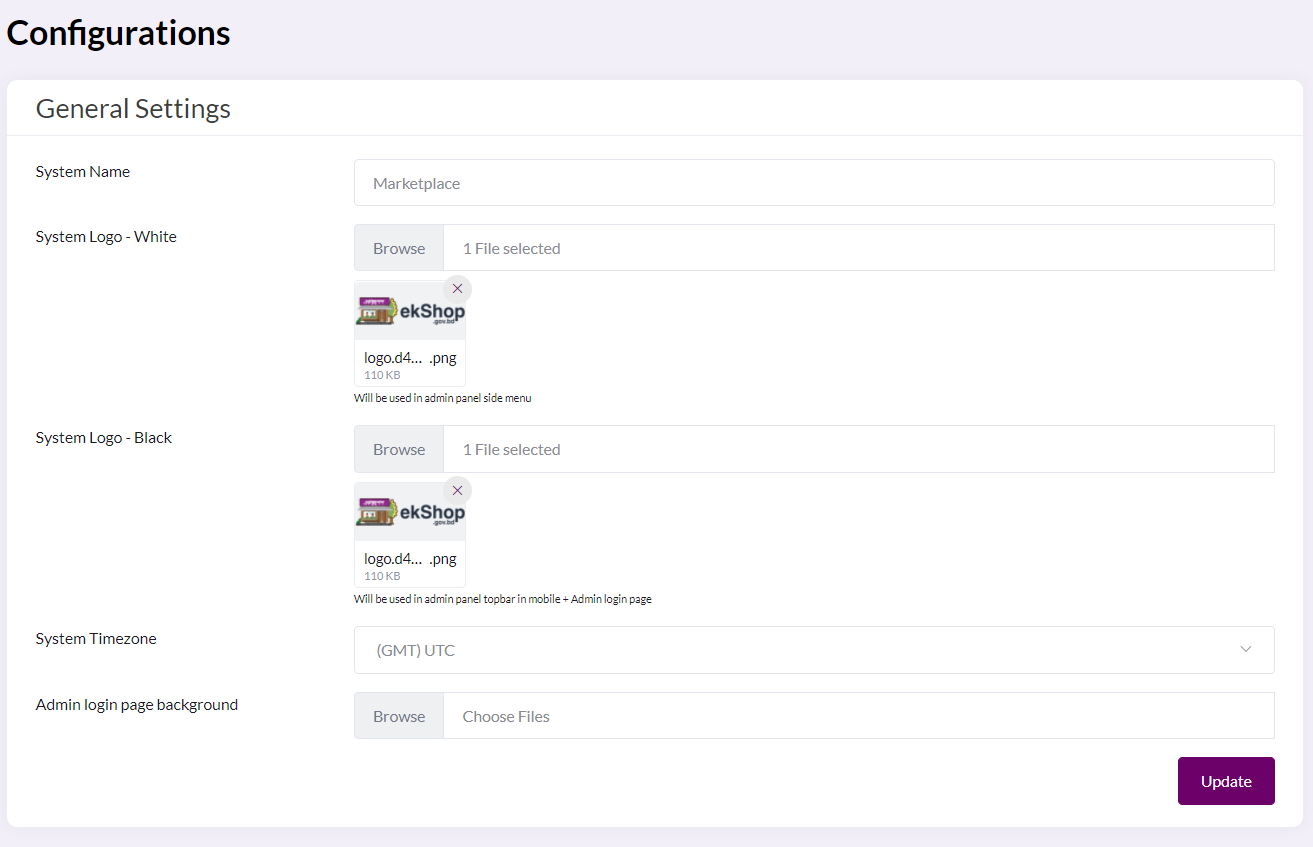 Configurations
General Settings
System Name
Marketplace
System Logo - White
Browse
1 File selected
ekShop
.gov.bd
logo.d4... .png
110 KB
Will be used in admin panel side menu
System Logo - Black
Browse
1 File selected
ekShop
.gov.bd
logo.d4... .png
110 KB
Will be used in admin panel topbar in mobile + Admin login page
System Timezone
(GMT) UTC
Admin login page background
Browse
Choose Files
Update